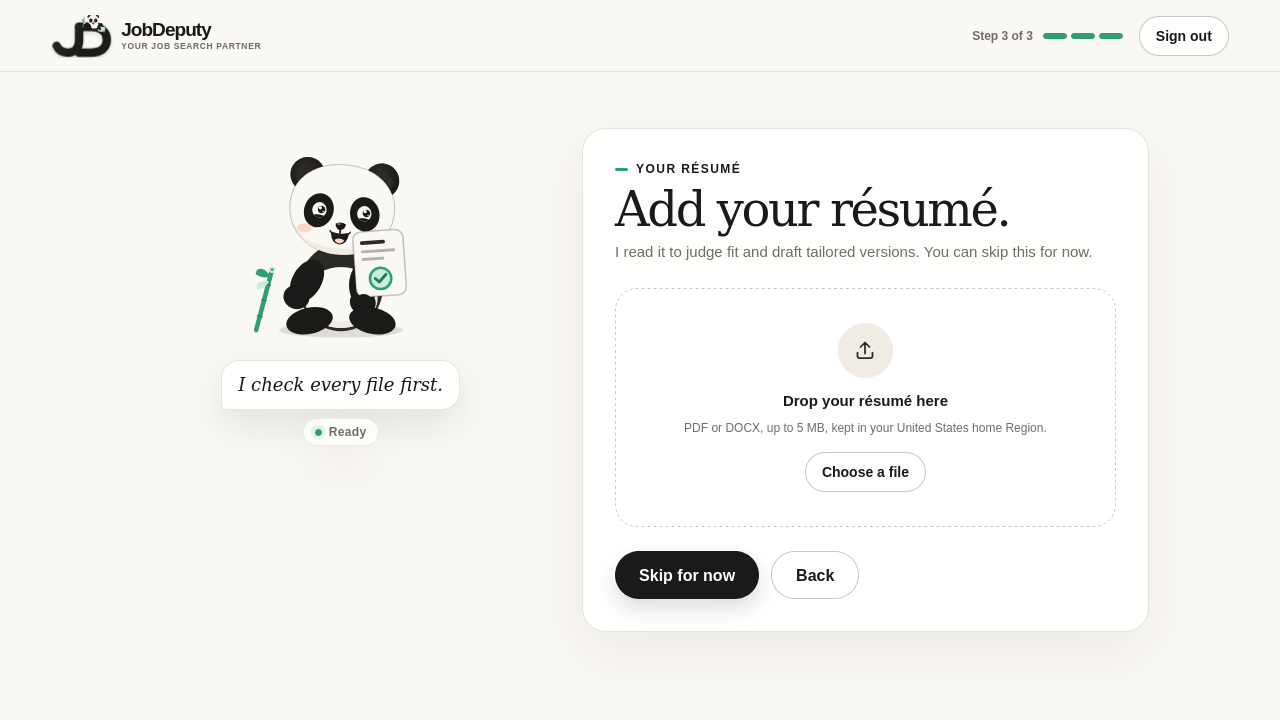 JobDeputy
YOUR JOB SEARCH PARTNER
Step 3 of 3
Sign out
I check every file first.
Ready
YOUR RÉSUMÉ
Add your résumé.
I read it to judge fit and draft tailored versions. You can skip this for now.
Drop your résumé here
PDF or DOCX, up to 5 MB, kept in your United States home Region.
Choose a file
Skip for now
Back